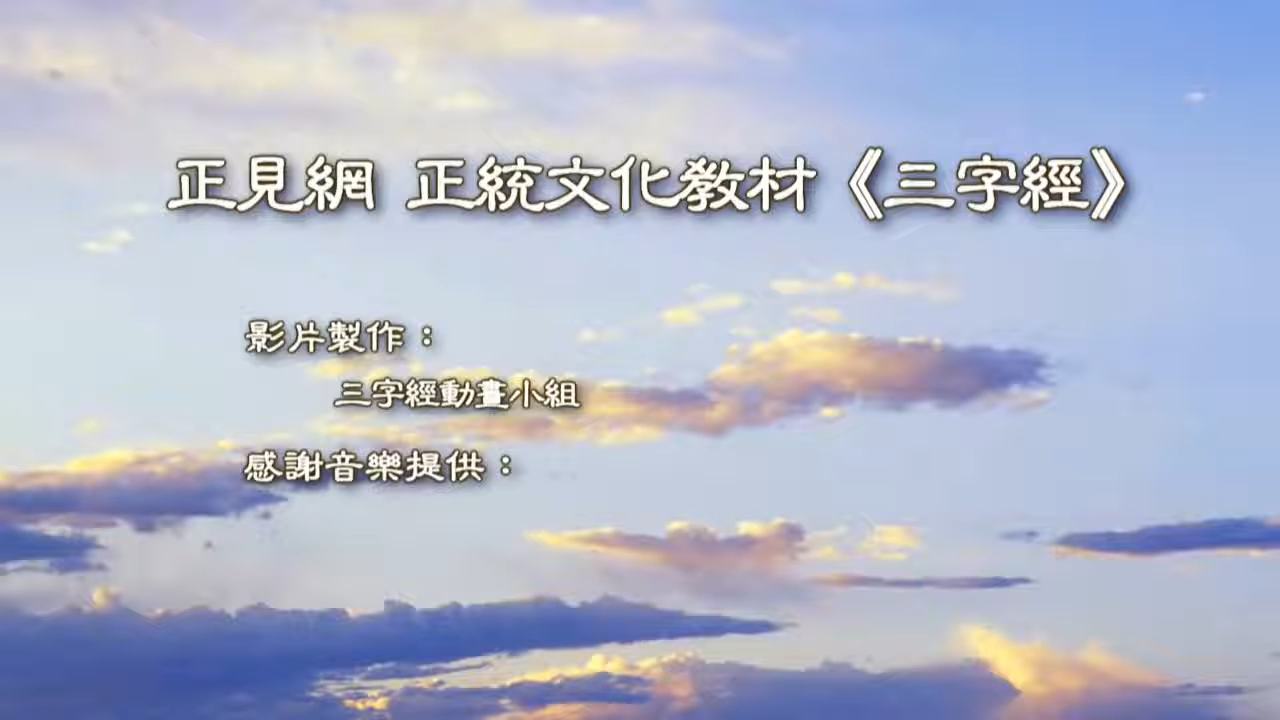 正見網 正統文化教材《三字經》
影片製作：
三字經動畫小組
感謝音樂提供：